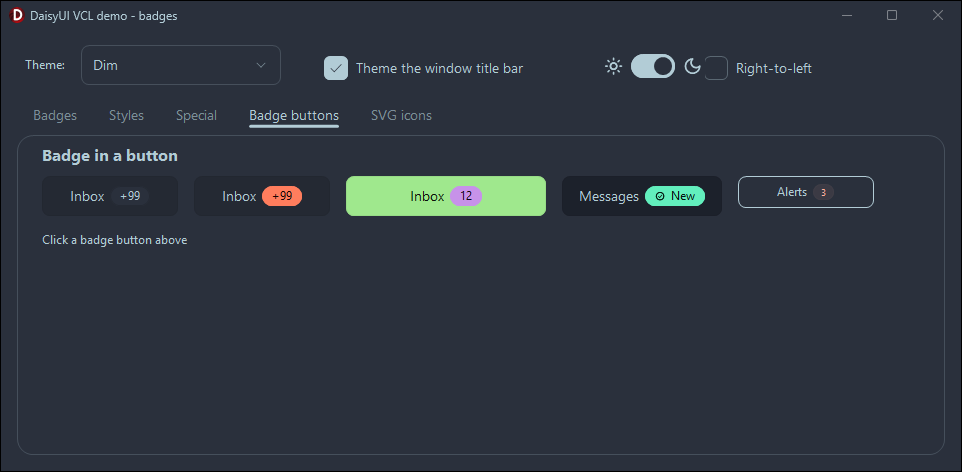 D DaisyUI VCL demo - badges
Theme: Dim Theme the window title bar Right-to-left
Badges Styles Special Badge buttons SVG icons
Badge in a button
Inbox +99 Inbox +99 Inbox 12 Messages New Alerts 3
Click a badge button above